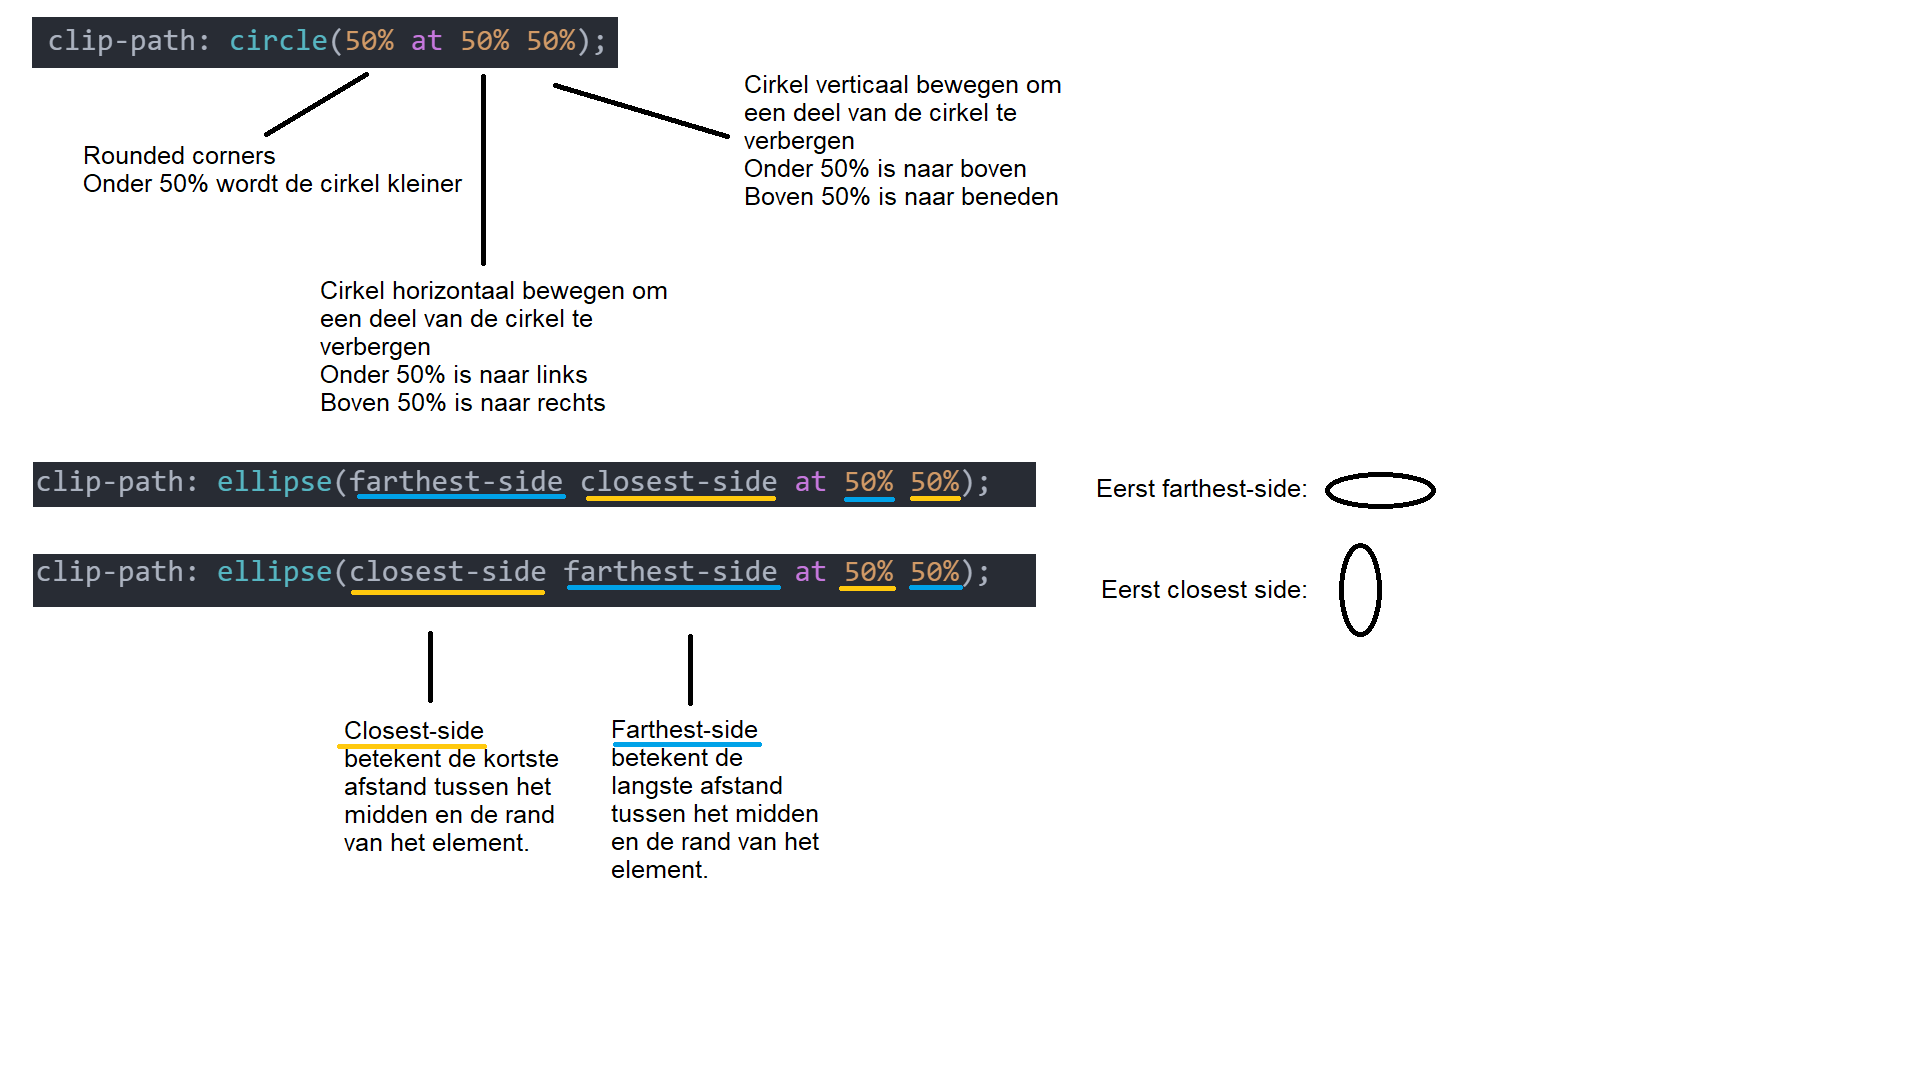 clip-path: circle(50% at 50% 50%);
Rounded corners
Onder 50% wordt de cirkel kleiner
Cirkel verticaal bewegen om
een deel van de cirkel te
verbergen
Onder 50% is naar boven
Boven 50% is naar beneden
Cirkel horizontaal bewegen om
een deel van de cirkel te
verbergen
Onder 50% is naar links
Boven 50% is naar rechts
clip-path: ellipse(farthest-side closest-side at 50% 50%);
Eerst farthest-side:
clip-path: ellipse(closest-side farthest-side at 50% 50%);
Eerst closest side:
Closest-side
betekent de kortste
afstand tussen het
midden en de rand
van het element.
Farthest-side
betekent de
langste afstand
tussen het midden
en de rand van het
element.